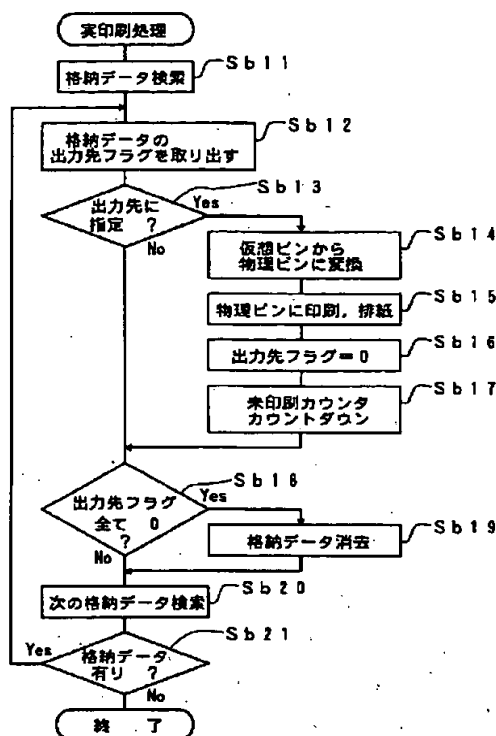 実印刷処理
Sb11
格納データ検索
Sb12
格納データの
出力先フラグを取り出す
Sb13
出力先に
指定 ?
Yes
No
Sb14
仮想ビンから
物理ビンに変換
Sb15
物理ビンに印刷,排紙
Sb16
出力先フラグ=0
Sb17
未印刷カウンタ
カウントダウン
Sb18
出力先フラグ
全て 0
?
Yes
No
Sb19
格納データ消去
Sb20
次の格納データ検索
Sb21
格納データ
有り ?
Yes
No
終 了